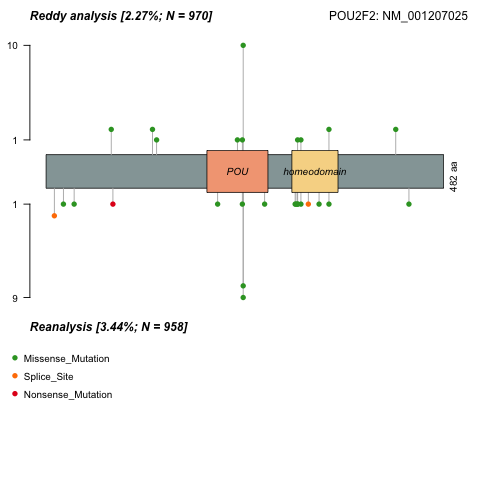 Reddy analysis [2.27%; N = 970]
POU2F2: NM_001207025
10
1
POU
homeodomain
482 aa
1
9
Reanalysis [3.44%; N = 958]
Missense_Mutation
Splice_Site
Nonsense_Mutation